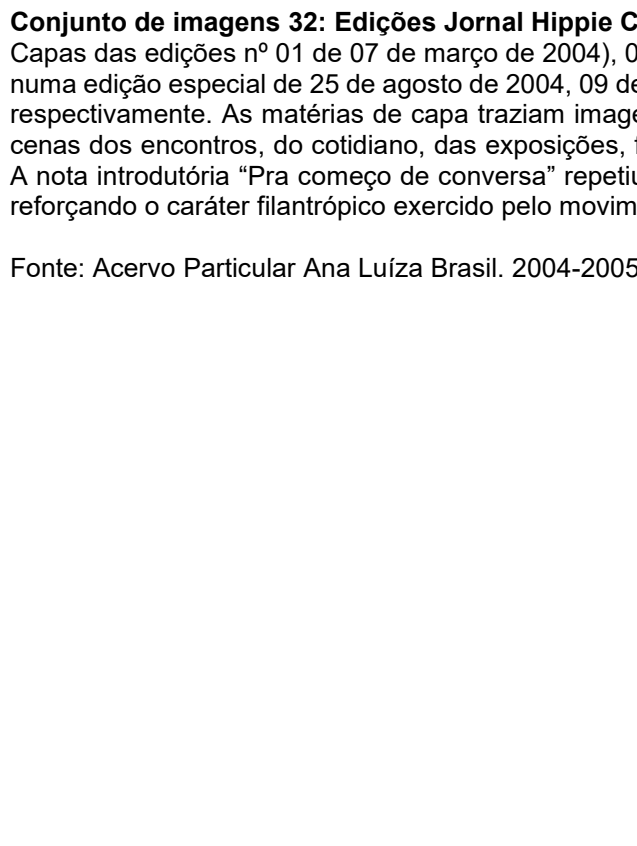 Conjunto de imagens 32: Edições Jornal Hippie C
Capas das edições nº 01 de 07 de março de 2004), 0
numa edição especial de 25 de agosto de 2004, 09 de
respectivamente. As matérias de capa traziam image
cenas dos encontros, do cotidiano, das exposições, f
A nota introdutória “Pra começo de conversa” repetiu
reforçando o caráter filantrópico exercido pelo movim
Fonte: Acervo Particular Ana Luíza Brasil. 2004-2005